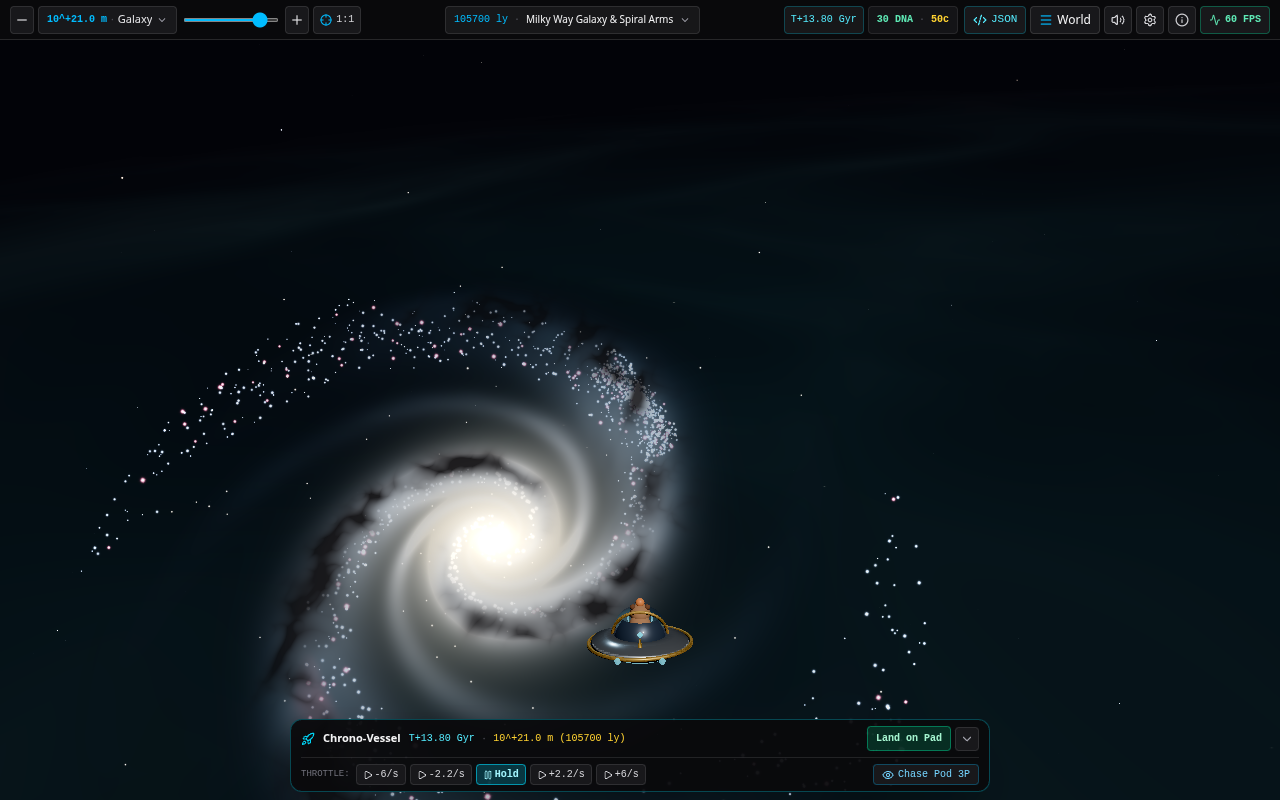 10^+21.0 m · Galaxy 1:1 105700 ly · Milky Way Galaxy & Spiral Arms T+13.80 Gyr 30 DNA · 50c JSON World 60 FPS
Chrono-Vessel T+13.80 Gyr · 10^+21.0 m (105700 ly) Land on Pad
THROTTLE: -6/s -2.2/s Hold +2.2/s +6/s Chase Pod 3P